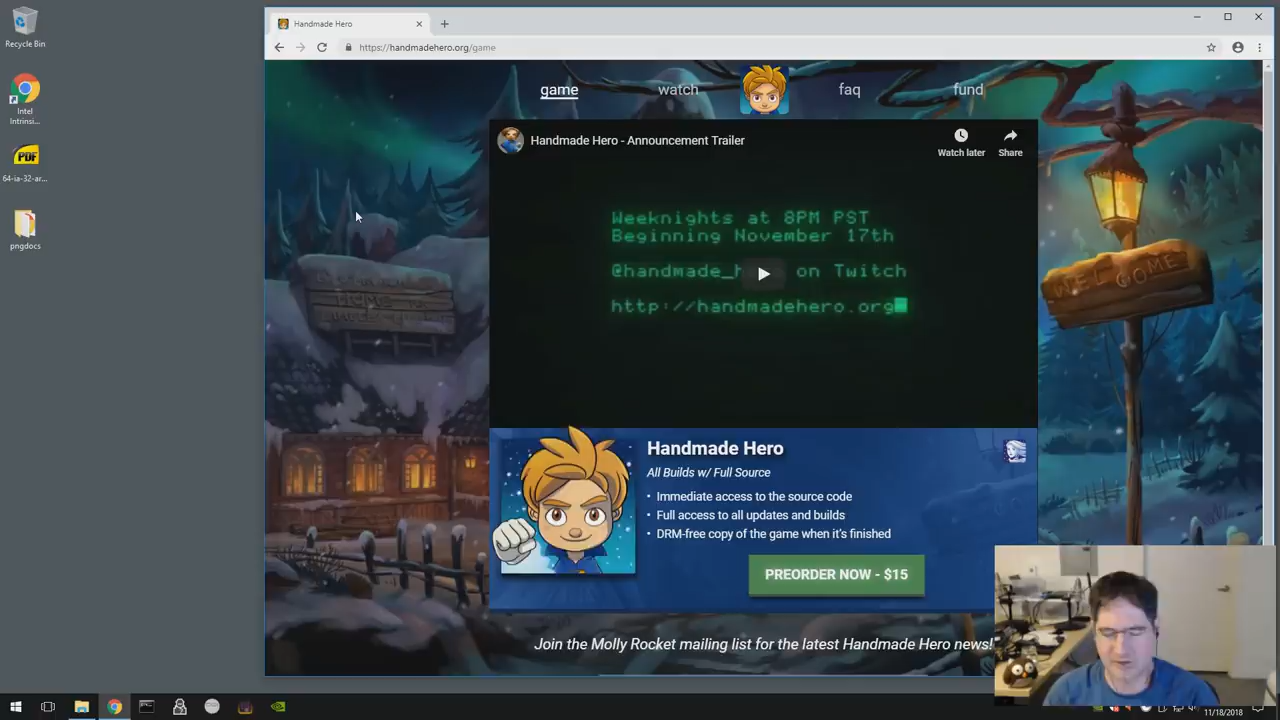 Recycle Bin
Intel
Intrinsi...
PDF
64-ia-32-ar...
pngdocs
Handmade Hero
https://handmadehero.org/game
game
watch
faq
fund
Handmade Hero - Announcement Trailer
Watch later
Share
Weeknights at 8PM PST
Beginning November 17th
@handmade_h on Twitch
http://handmadehero.org
WELCOME
Handmade Hero
All Builds w/ Full Source
• Immediate access to the source code
• Full access to all updates and builds
• DRM-free copy of the game when it's finished
PREORDER NOW - $15
Join the Molly Rocket mailing list for the latest Handmade Hero news!
11/18/2018